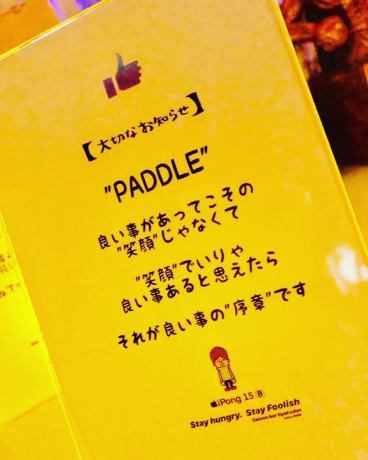 【大切なお知らせ】
"PADDLE"
良い事があってこその
"笑顔"じゃなくて
"笑顔"でいりゃ
良い事あると思えたら
それが良い事の"序章"です
iPong 15 B
Stay hungry. Stay Foolish